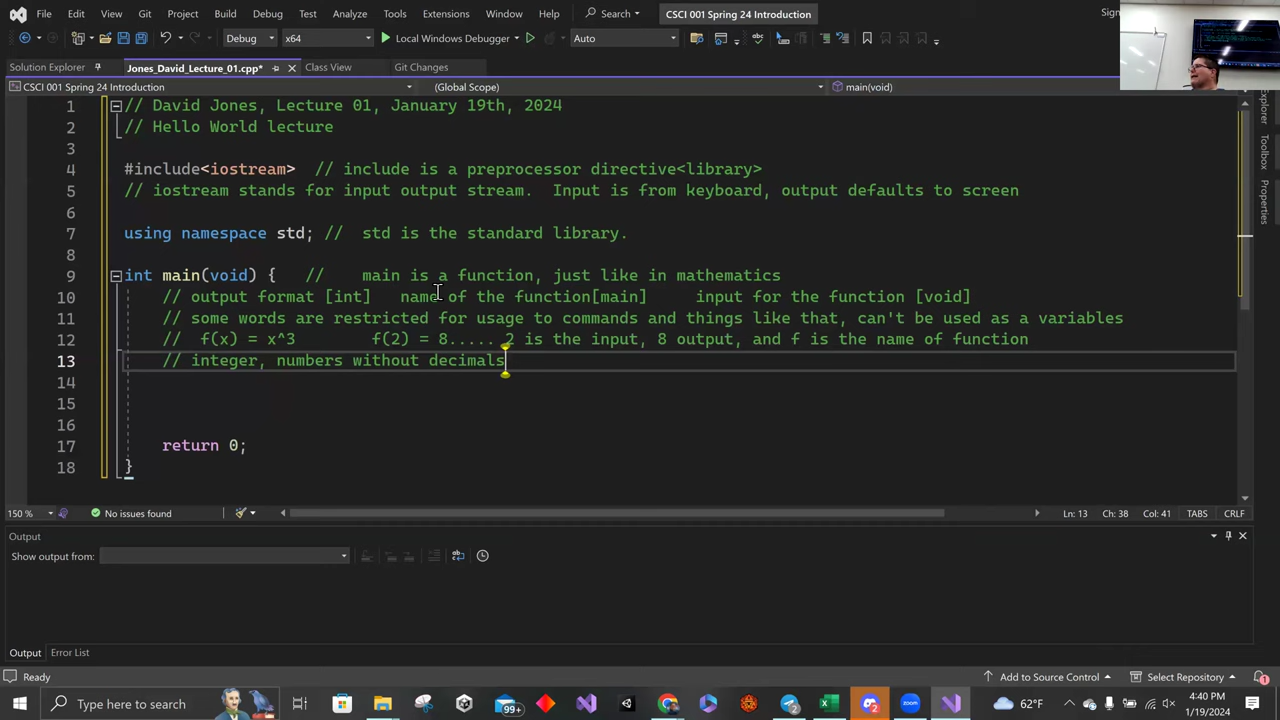 File Edit View Git Project Build Debug Test Analyze Tools Extensions Window Help Search CSCI 001 Spring 24 Introduction Sign
Debug x64 Local Windows Debugger Auto
Solution Explorer Jones_David_Lecture_01.cpp* Class View Git Changes
CSCI 001 Spring 24 Introduction (Global Scope) main(void)
1 // David Jones, Lecture 01, January 19th, 2024
2 // Hello World lecture
3
4 #include<iostream> // include is a preprocessor directive<library>
5 // iostream stands for input output stream. Input is from keyboard, output defaults to screen
6
7 using namespace std; // std is the standard library.
8
9 int main(void) { // main is a function, just like in mathematics
10 // output format [int] name of the function[main] input for the function [void]
11 // some words are restricted for usage to commands and things like that, can't be used as a variables
12 // f(x) = x^3 f(2) = 8..... 2 is the input, 8 output, and f is the name of function
13 // integer, numbers without decimals
14
15
16
17 return 0;
18 }
Explorer
Toolbox
Properties
150 % No issues found Ln: 13 Ch: 38 Col: 41 TABS CRLF
Output
Show output from:
Output Error List
Ready Add to Source Control Select Repository 1
Type here to search 99+ 2 62°F 4:40 PM
1/19/2024